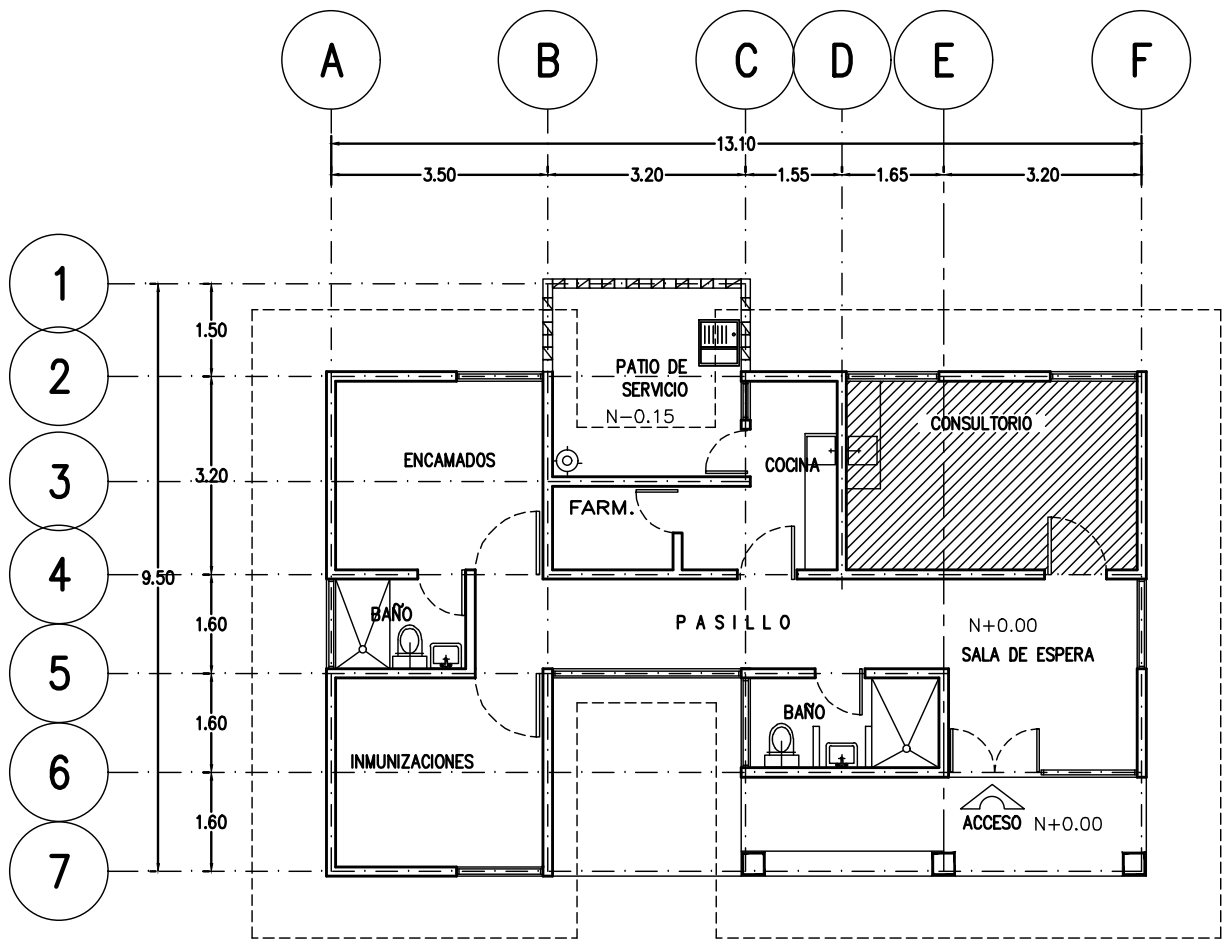 A B C D E F
13.10
3.50 3.20 1.55 1.65 3.20
1
2
3
4
5
6
7
9.50
1.50
3.20
1.60
1.60
1.60
PATIO DE
SERVICIO
N-0.15
CONSULTORIO
ENCAMADOS
COCINA
FARM.
BAÑO
PASILLO
N+0.00
SALA DE ESPERA
BAÑO
INMUNIZACIONES
ACCESO N+0.00